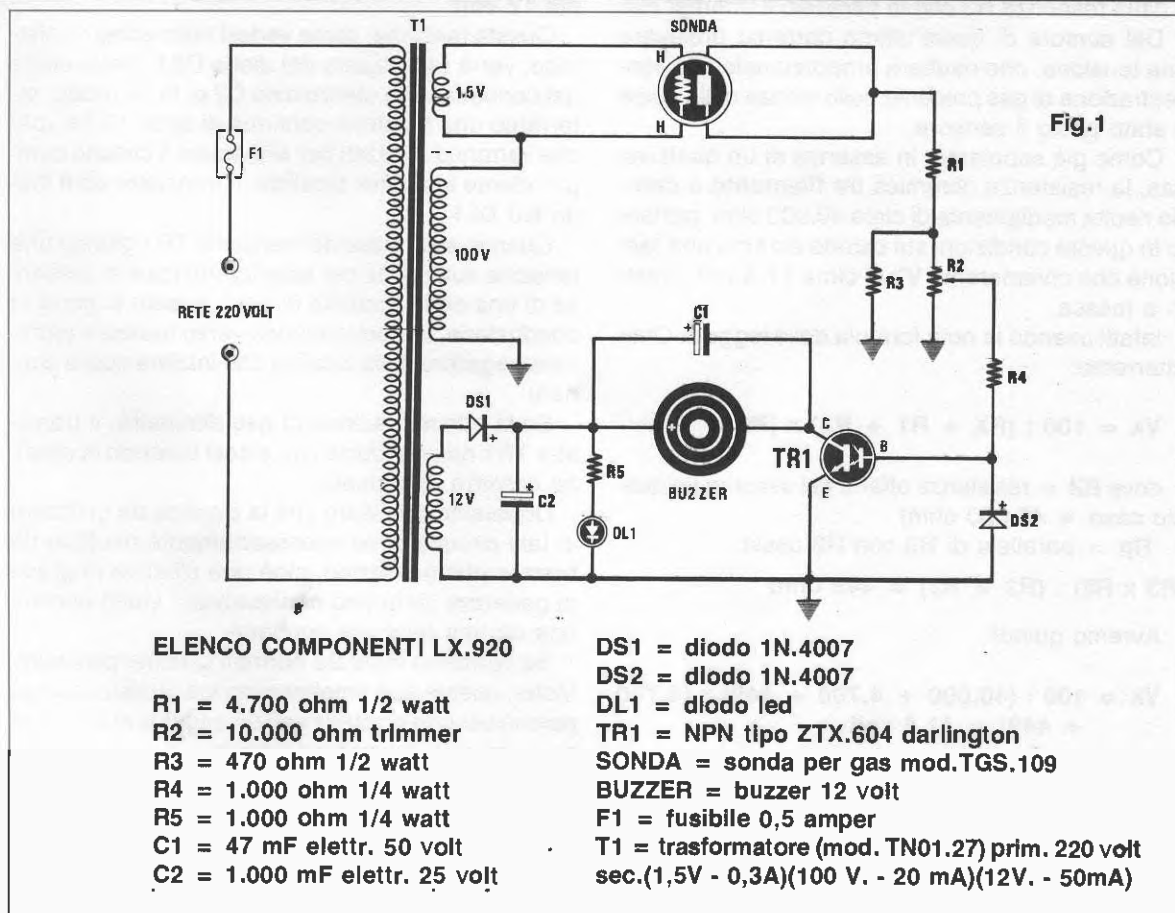 T1
SONDA
H
H
1,5V
Fig.1
F1
R1
100V
R3
R2
RETE 220 VOLT
C1
R4
DS1
TR1
B
R5
BUZZER
12V
C2
DS2
DL1
ELENCO COMPONENTI LX.920
R1 = 4.700 ohm 1/2 watt
R2 = 10.000 ohm trimmer
R3 = 470 ohm 1/2 watt
R4 = 1.000 ohm 1/4 watt
R5 = 1.000 ohm 1/4 watt
C1 = 47 mF elettr. 50 volt
C2 = 1.000 mF elettr. 25 volt
DS1 = diodo 1N.4007
DS2 = diodo 1N.4007
DL1 = diodo led
TR1 = NPN tipo ZTX.604 darlington
SONDA = sonda per gas mod.TGS.109
BUZZER = buzzer 12 volt
F1 = fusibile 0,5 amper
T1 = trasformatore (mod. TN01.27) prim. 220 volt
sec.(1,5V - 0,3A)(100 V. - 20 mA)(12V. - 50mA)